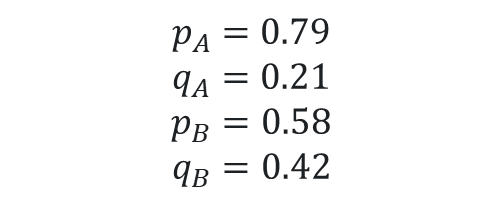 p_A = 0.79
q_A = 0.21
p_B = 0.58
q_B = 0.42